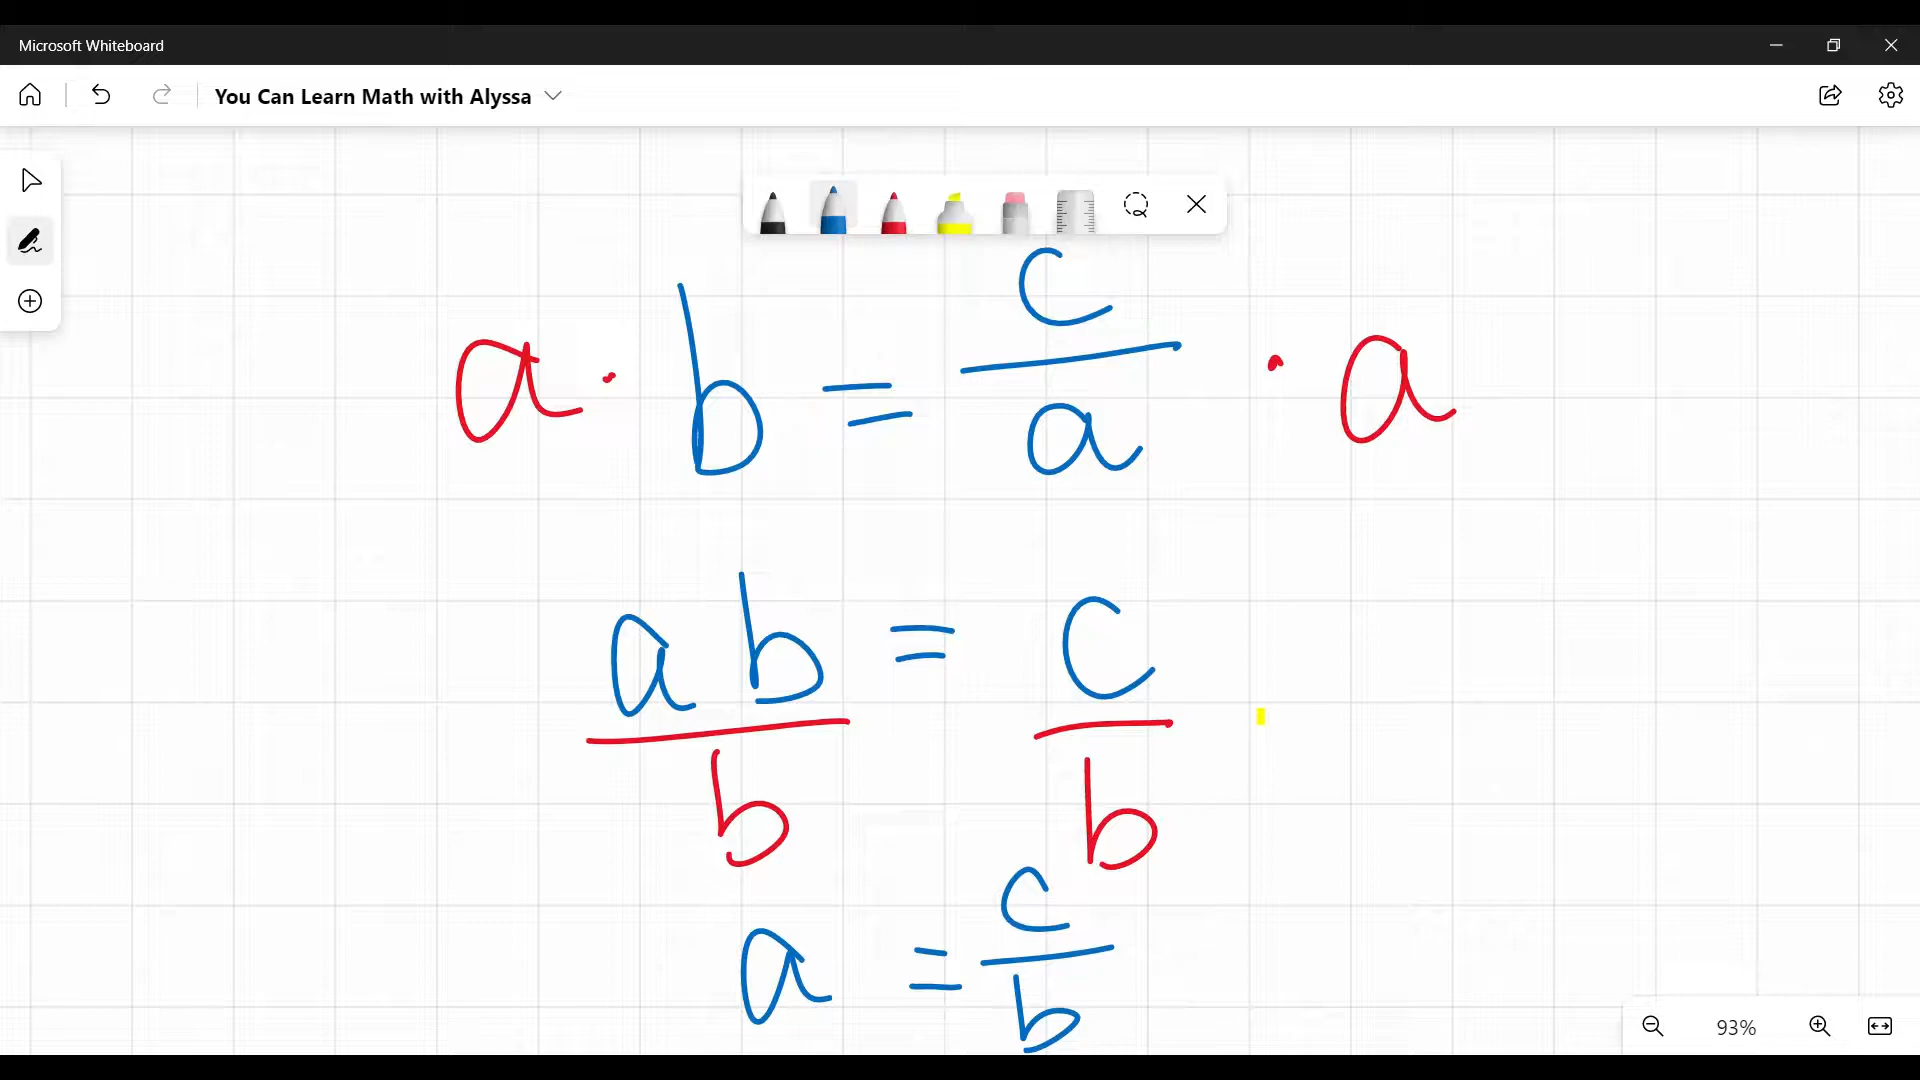 Microsoft Whiteboard
You Can Learn Math with Alyssa
a · b = c/a · a
ab/b = c/b
a = c/b
93%